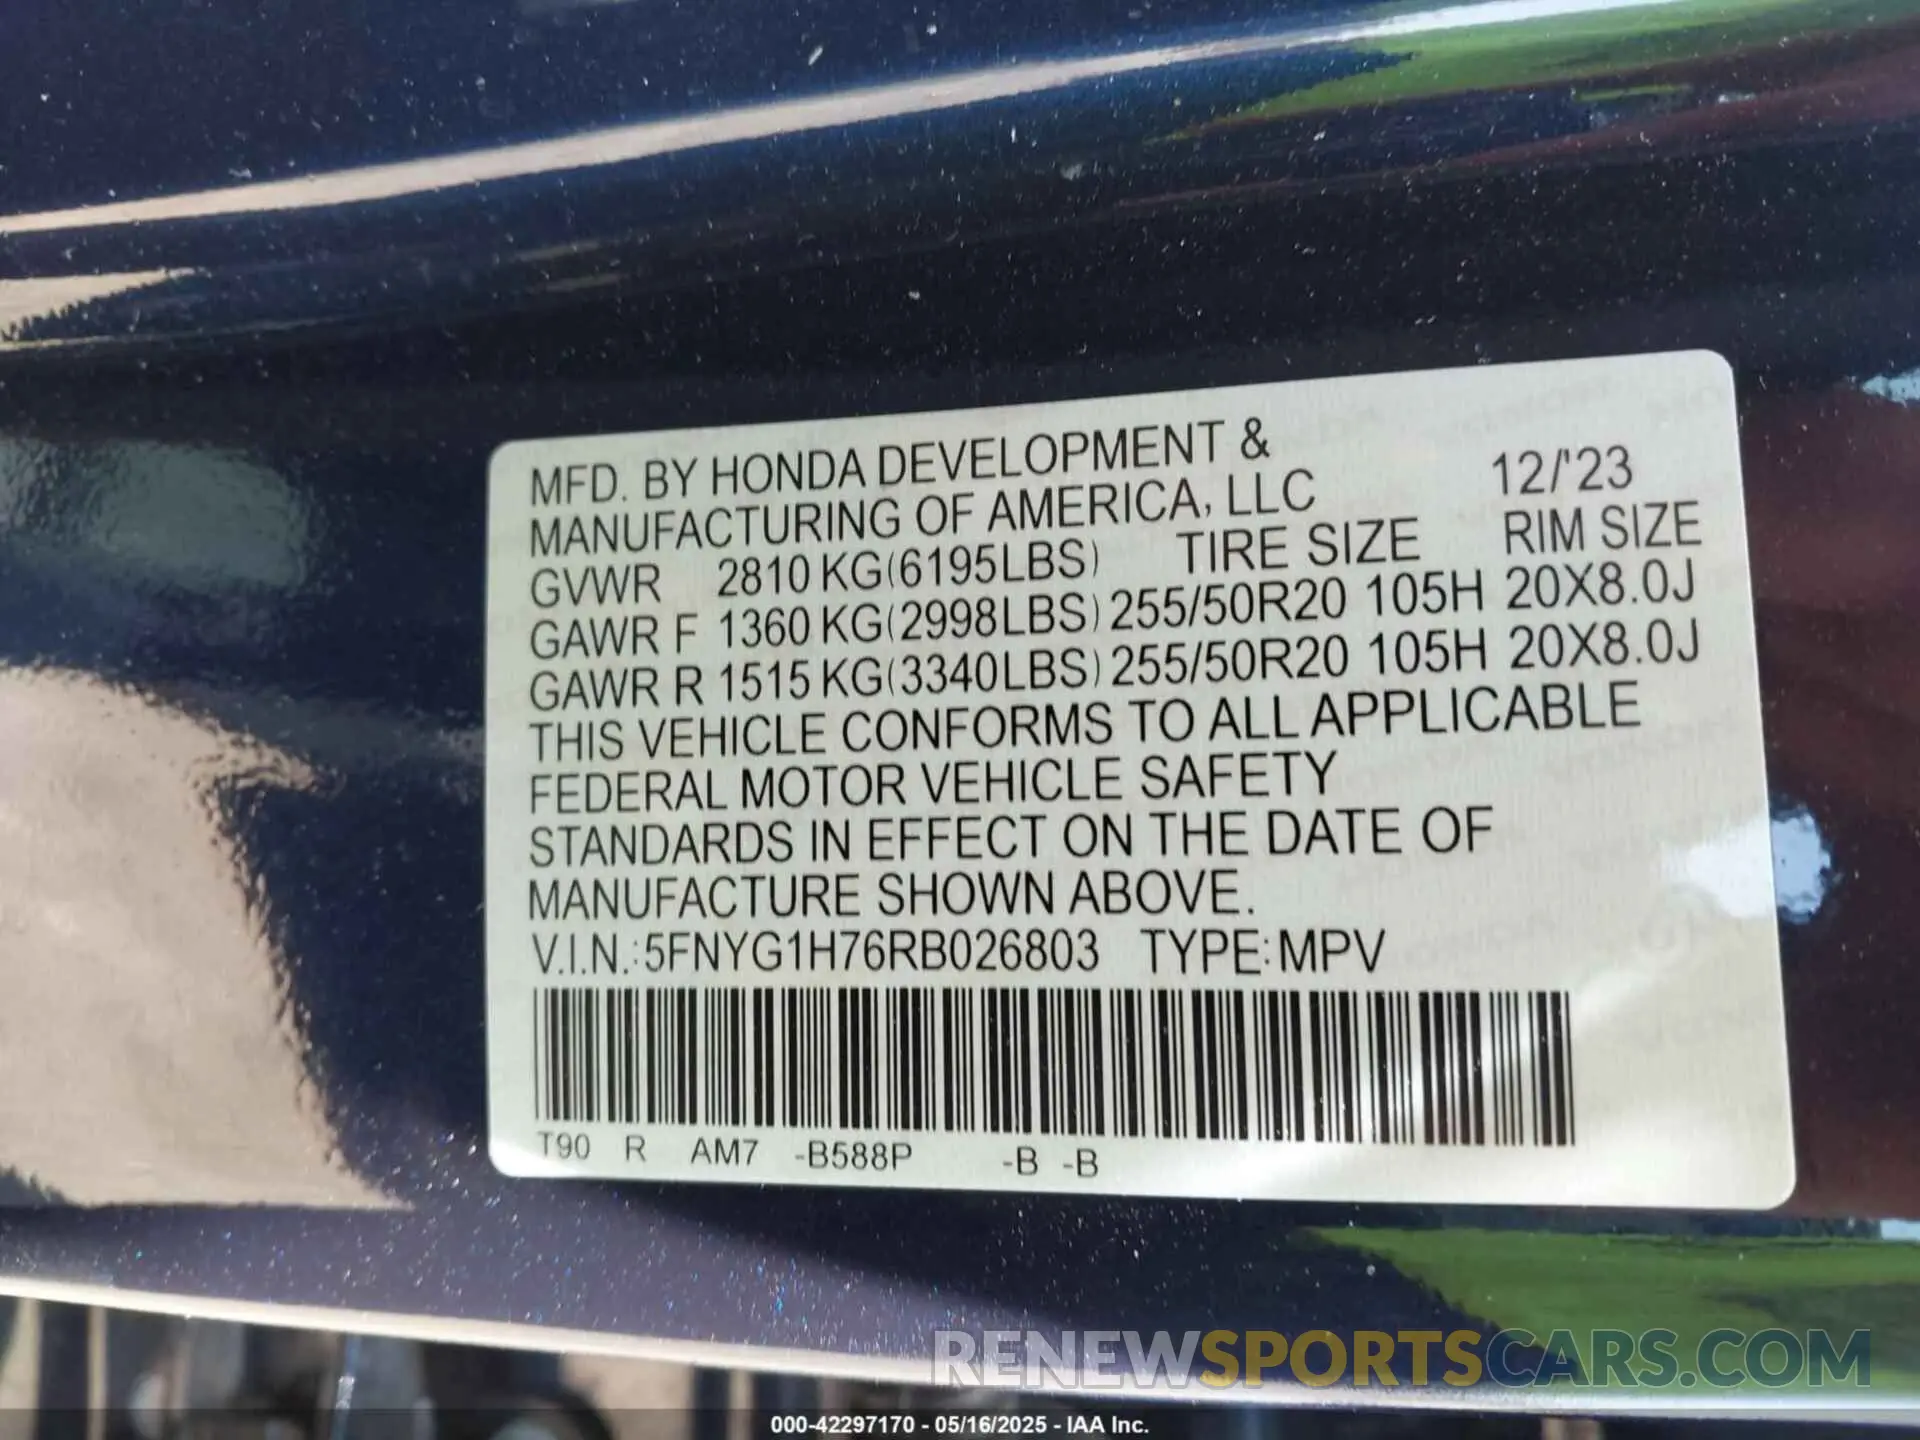 MFD. BY HONDA DEVELOPMENT &
MANUFACTURING OF AMERICA, LLC 12/'23
GVWR 2810 KG(6195LBS) TIRE SIZE RIM SIZE
GAWR F 1360 KG(2998LBS) 255/50R20 105H 20X8.0J
GAWR R 1515 KG(3340LBS) 255/50R20 105H 20X8.0J
THIS VEHICLE CONFORMS TO ALL APPLICABLE
FEDERAL MOTOR VEHICLE SAFETY
STANDARDS IN EFFECT ON THE DATE OF
MANUFACTURE SHOWN ABOVE.
V.I.N.:5FNYG1H76RB026803 TYPE:MPV
T90 R AM7 -B588P -B -B
RENEWSPORTSCARS.COM
000-42297170 - 05/16/2025 - IAA Inc.